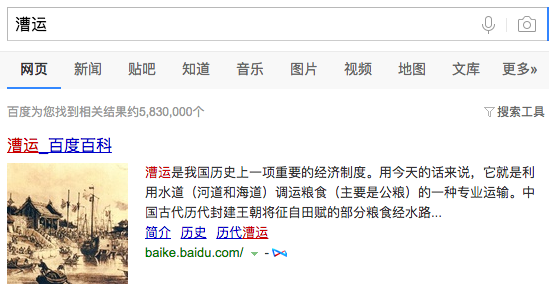 漕运
网页 新闻 贴吧 知道 音乐 图片 视频 地图 文库 更多»
百度为您找到相关结果约5,830,000个 搜索工具
漕运_百度百科
漕运是我国历史上一项重要的经济制度。用今天的话来说，它就是利
用水道（河道和海道）调运粮食（主要是公粮）的一种专业运输。中
国古代历代封建王朝将征自田赋的部分粮食经水路...
简介 历史 历代漕运
baike.baidu.com/ -